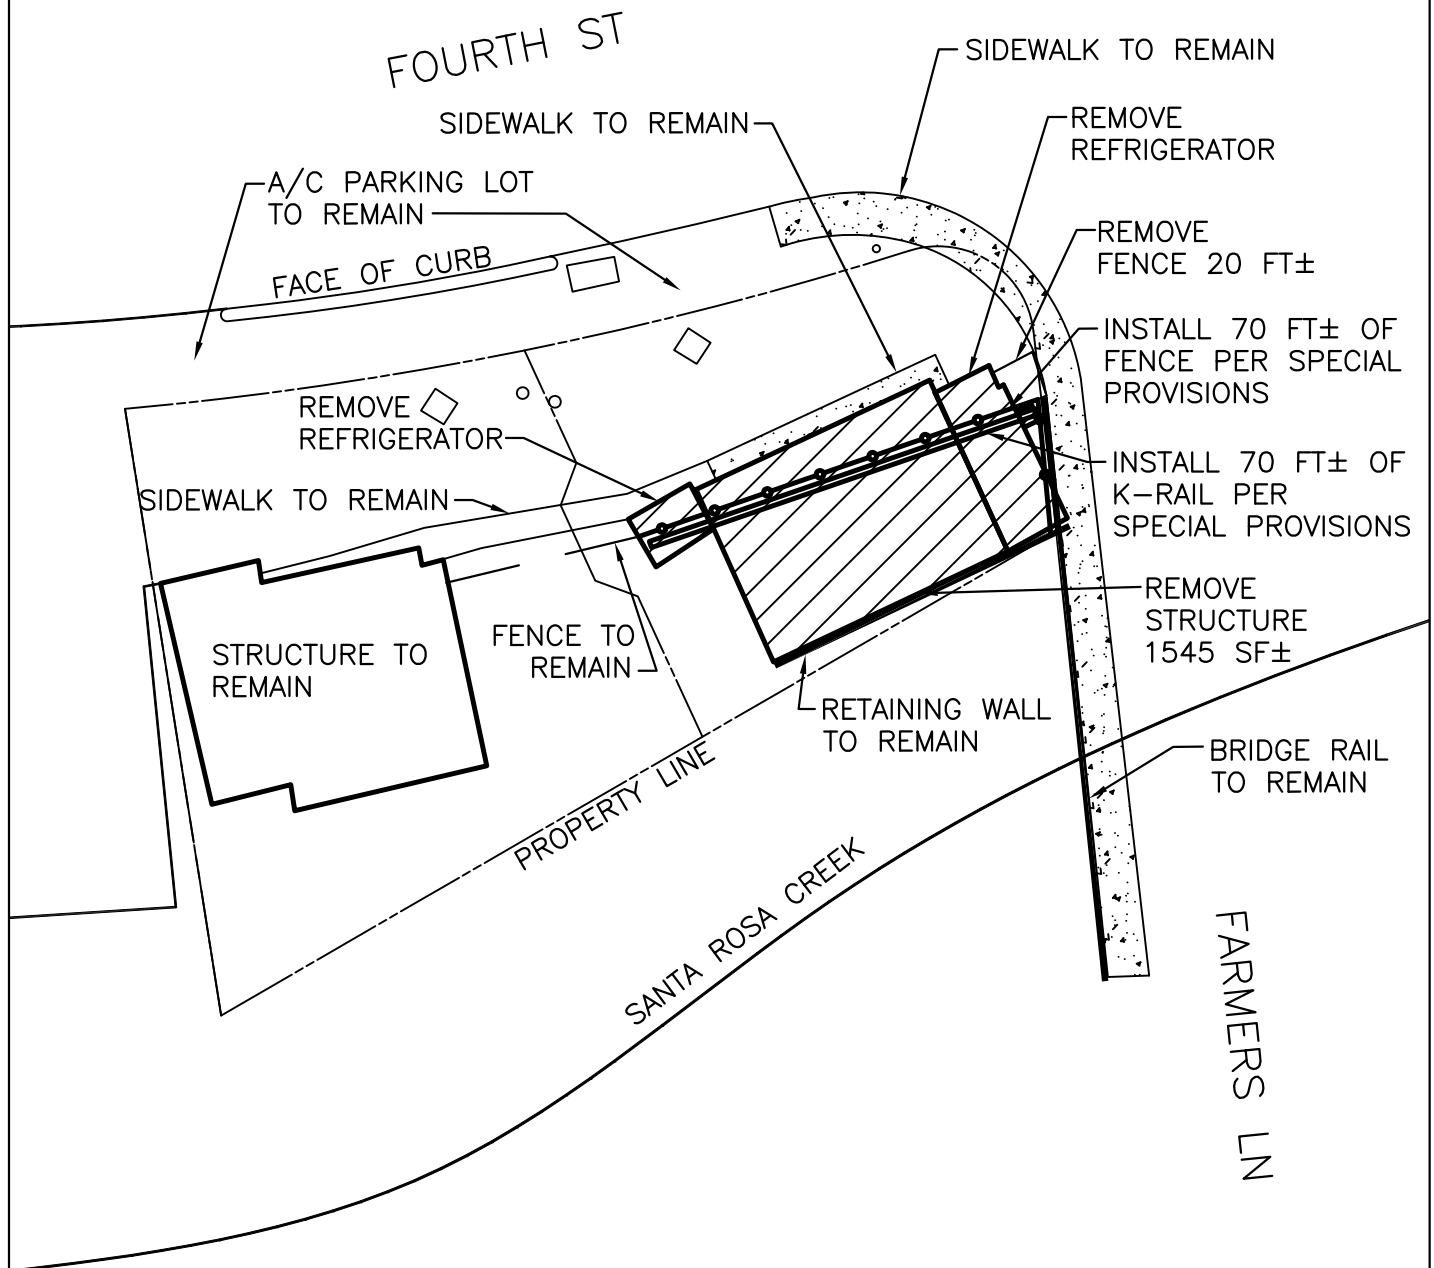 FOURTH ST
SIDEWALK TO REMAIN
SIDEWALK TO REMAIN
REMOVE
REFRIGERATOR
A/C PARKING LOT
TO REMAIN
REMOVE
FENCE 20 FT±
FACE OF CURB
INSTALL 70 FT± OF
FENCE PER SPECIAL
PROVISIONS
REMOVE
REFRIGERATOR
INSTALL 70 FT± OF
K-RAIL PER
SPECIAL PROVISIONS
SIDEWALK TO REMAIN
REMOVE
STRUCTURE
1545 SF±
FENCE TO
REMAIN
STRUCTURE TO
REMAIN
RETAINING WALL
TO REMAIN
BRIDGE RAIL
TO REMAIN
PROPERTY LINE
SANTA ROSA CREEK
FARMERS LN